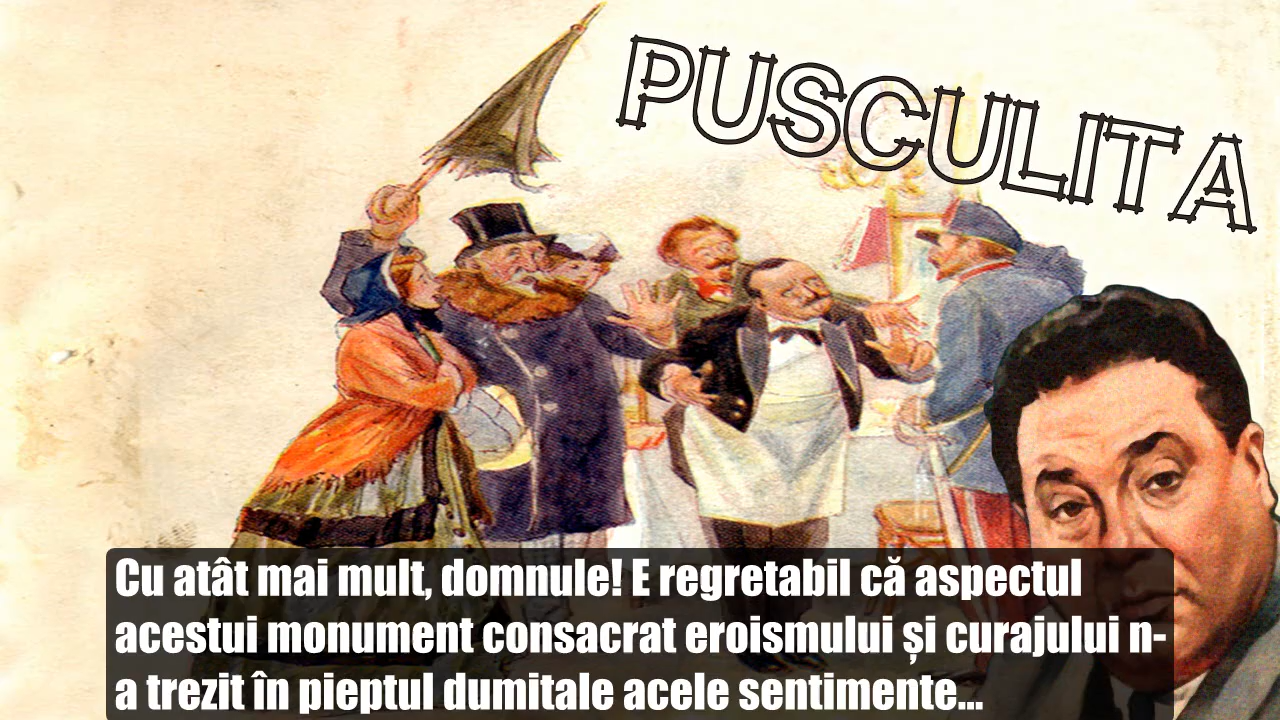 PUSCULITA
Cu atât mai mult, domnule! E regretabil că aspectul
acestui monument consacrat eroismului și curajului n-
a trezit în pieptul dumitale acele sentimente...